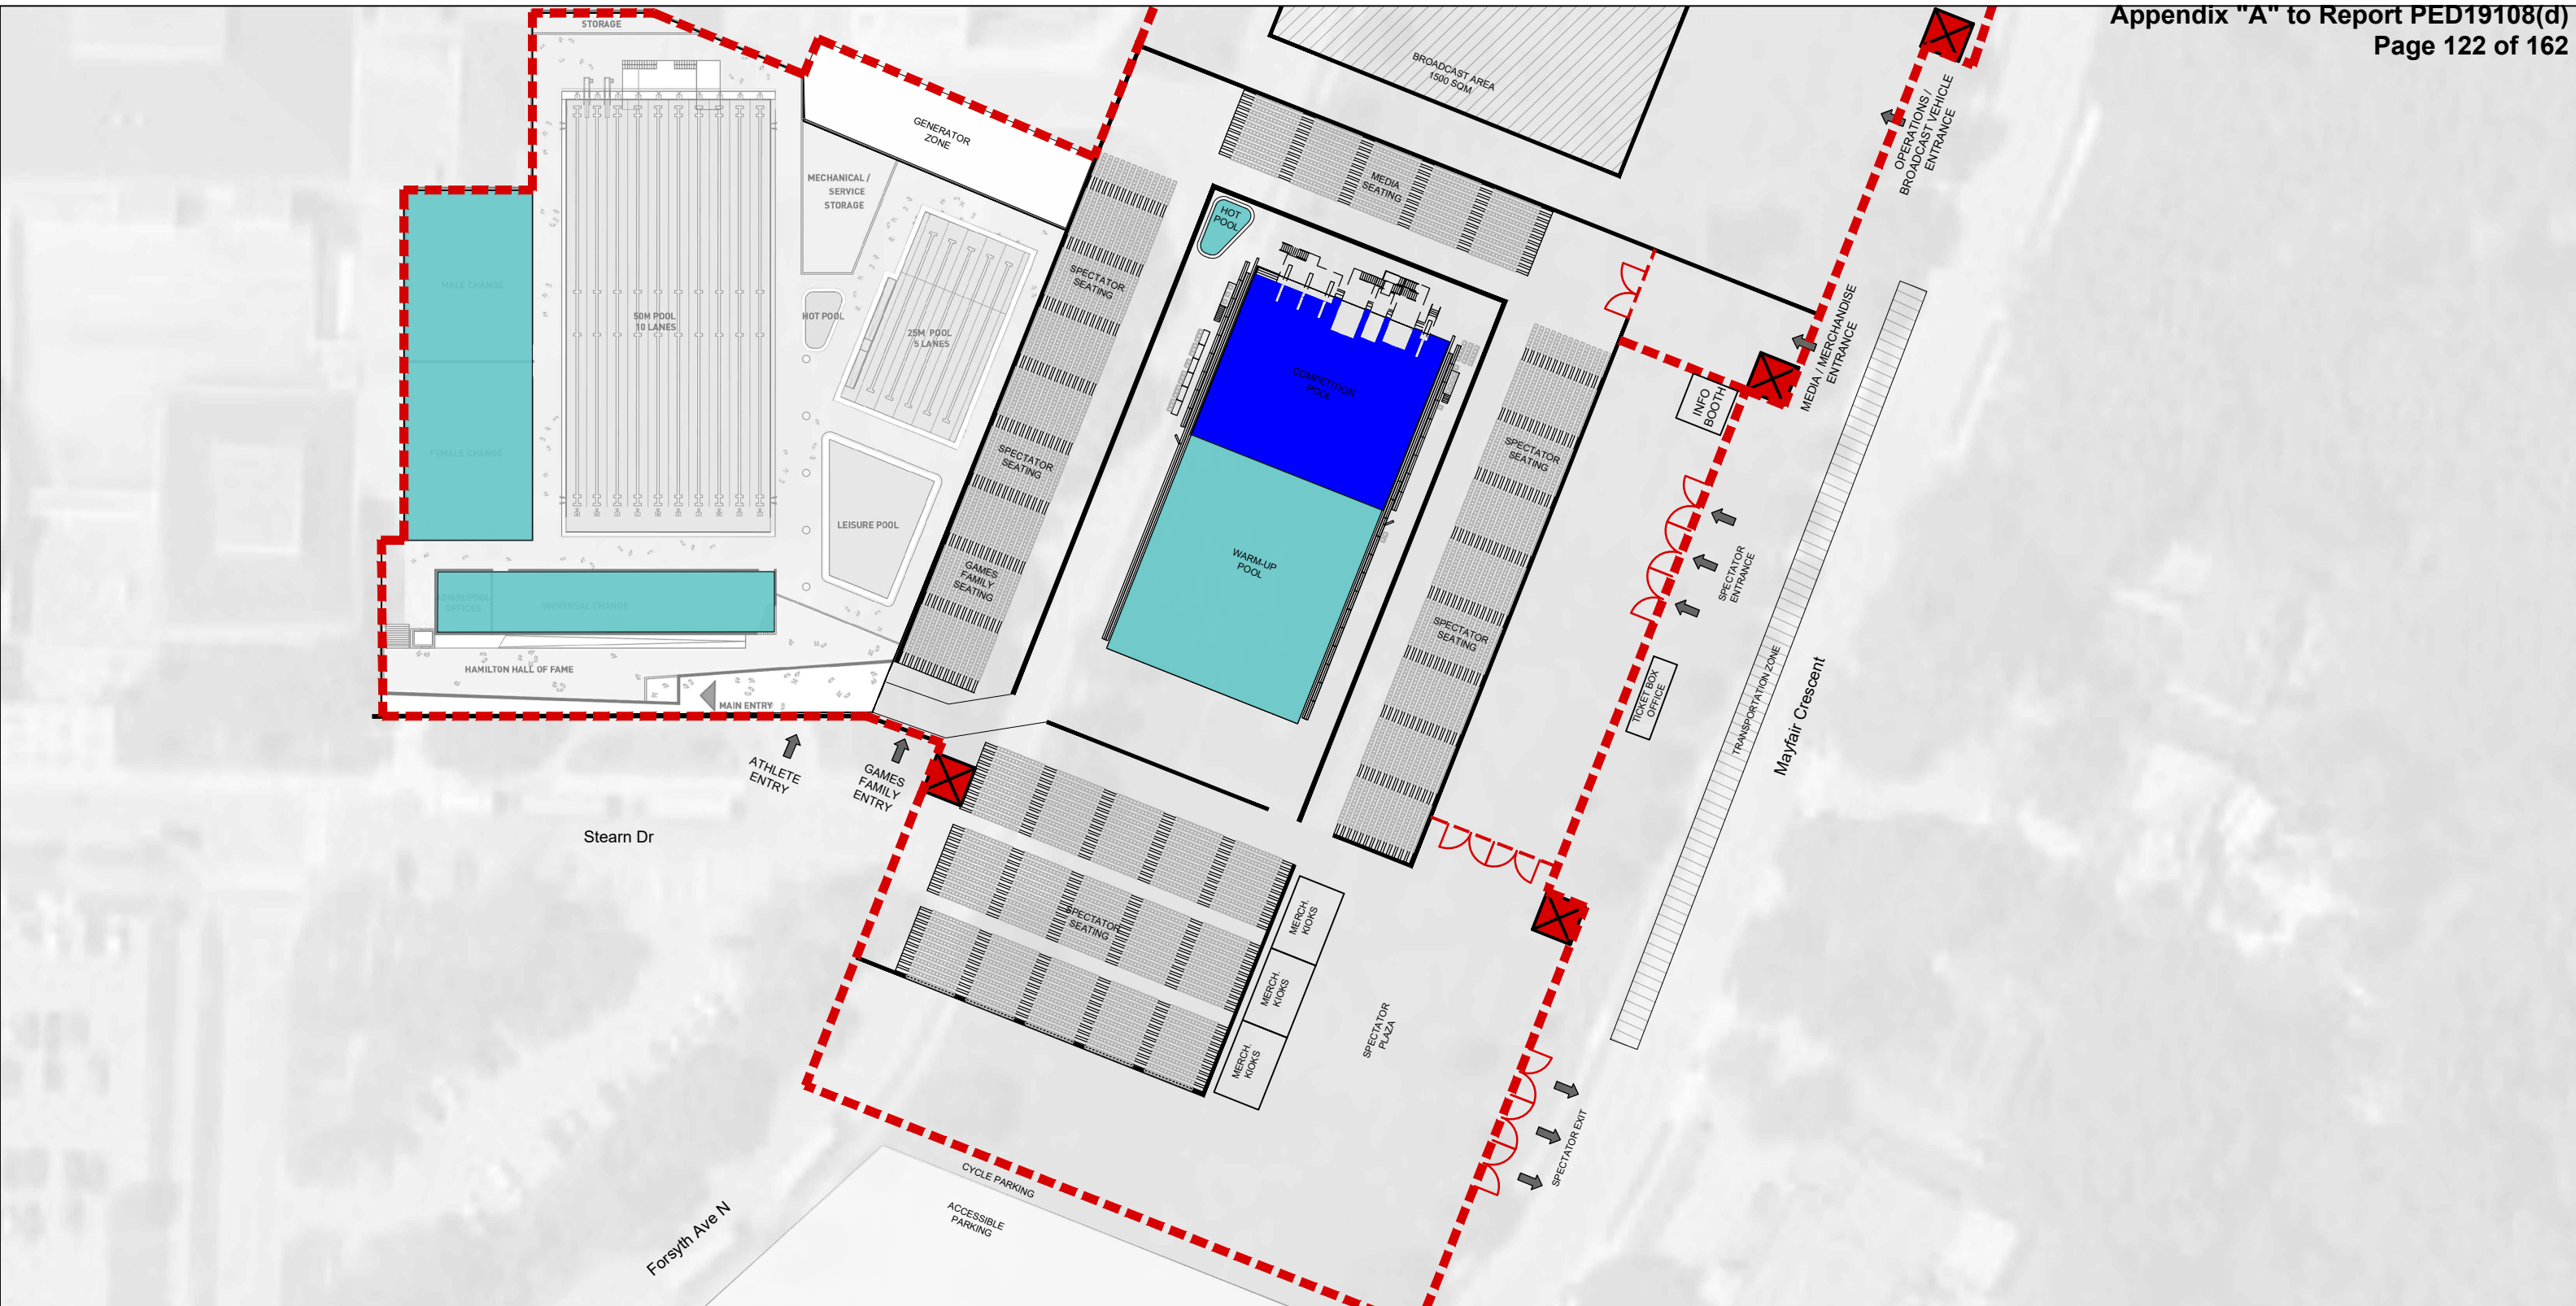 Appendix "A" to Report PED19108(d)
Page 122 of 162
STORAGE
BROADCAST AREA
1500 SQM
OPERATIONS /
BROADCAST VEHICLE
ENTRANCE
GENERATOR
ZONE
MECHANICAL /
SERVICE
STORAGE
MEDIA
SEATING
HOT
POOL
SPECTATOR
SEATING
MALE CHANGE
50M POOL
10 LANES
HOT POOL
25M POOL
5 LANES
COMPETITION
POOL
MEDIA / MERCHANDISE
ENTRANCE
INFO
BOOTH
FEMALE CHANGE
SPECTATOR
SEATING
SPECTATOR
SEATING
LEISURE POOL
WARM-UP
POOL
GAMES
FAMILY
SEATING
SPECTATOR
ENTRANCE
ADMIN/POOL
OFFICES
UNIVERSAL CHANGE
SPECTATOR
SEATING
HAMILTON HALL OF FAME
MAIN ENTRY
TICKET BOX
OFFICE
TRANSPORTATION ZONE
Mayfair Crescent
ATHLETE
ENTRY
GAMES
FAMILY
ENTRY
Stearn Dr
SPECTATOR
SEATING
MERCH.
KIOKS
MERCH.
KIOKS
MERCH.
KIOKS
SPECTATOR
PLAZA
SPECTATOR EXIT
CYCLE PARKING
ACCESSIBLE
PARKING
Forsyth Ave N